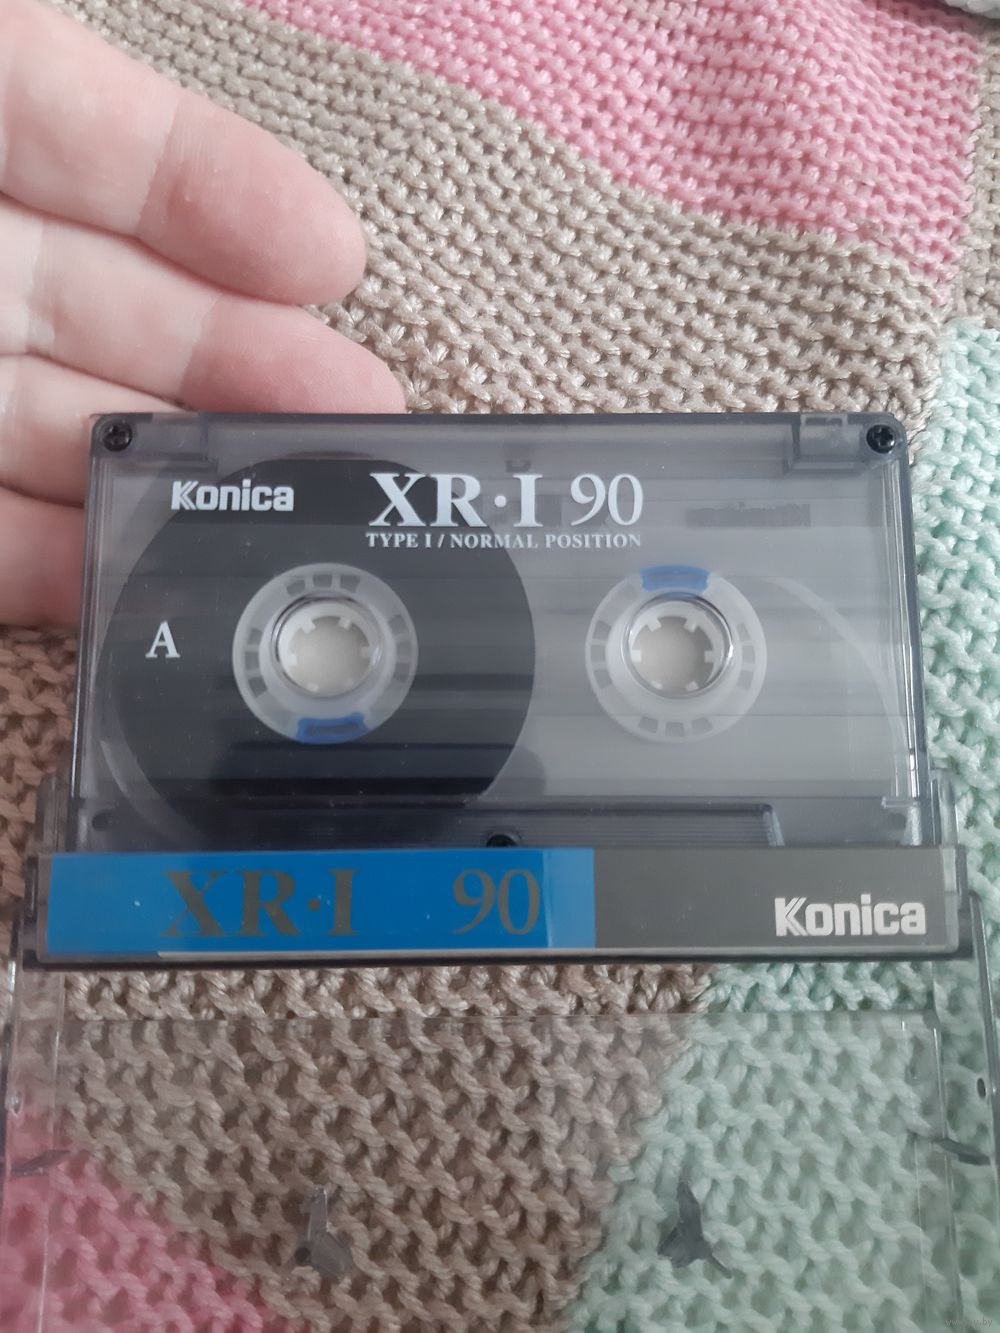 Konica
XR·I 90
TYPE I / NORMAL POSITION
A
XR·I 90
Konica